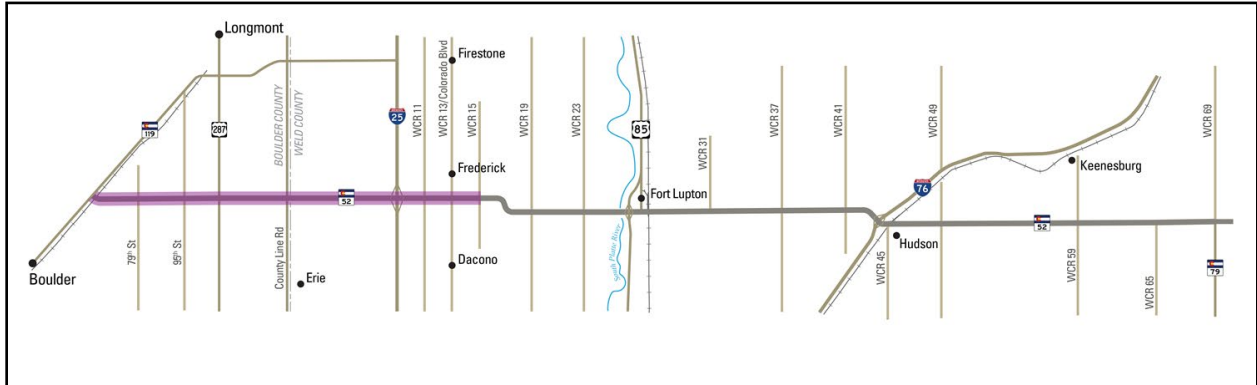 Longmont
Firestone
WCR 13/Colorado Blvd
BOULDER COUNTY
WELD COUNTY
25
WCR 11
WCR 15
WCR 19
WCR 23
WCR 37
WCR 41
WCR 49
WCR 69
119
287
85
WCR 31
Frederick
Keenesburg
76
52
Fort Lupton
79th St
95th St
County Line Rd
South Platte River
52
Hudson
Boulder
Erie
Dacono
WCR 45
WCR 59
WCR 65
79